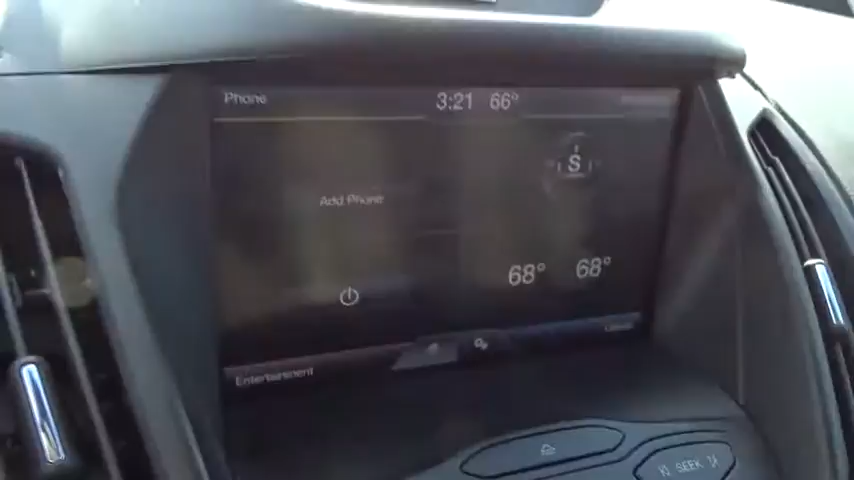 Phone
3:21 66°
S
Add Phone
68° 68°
Entertainment
SEEK